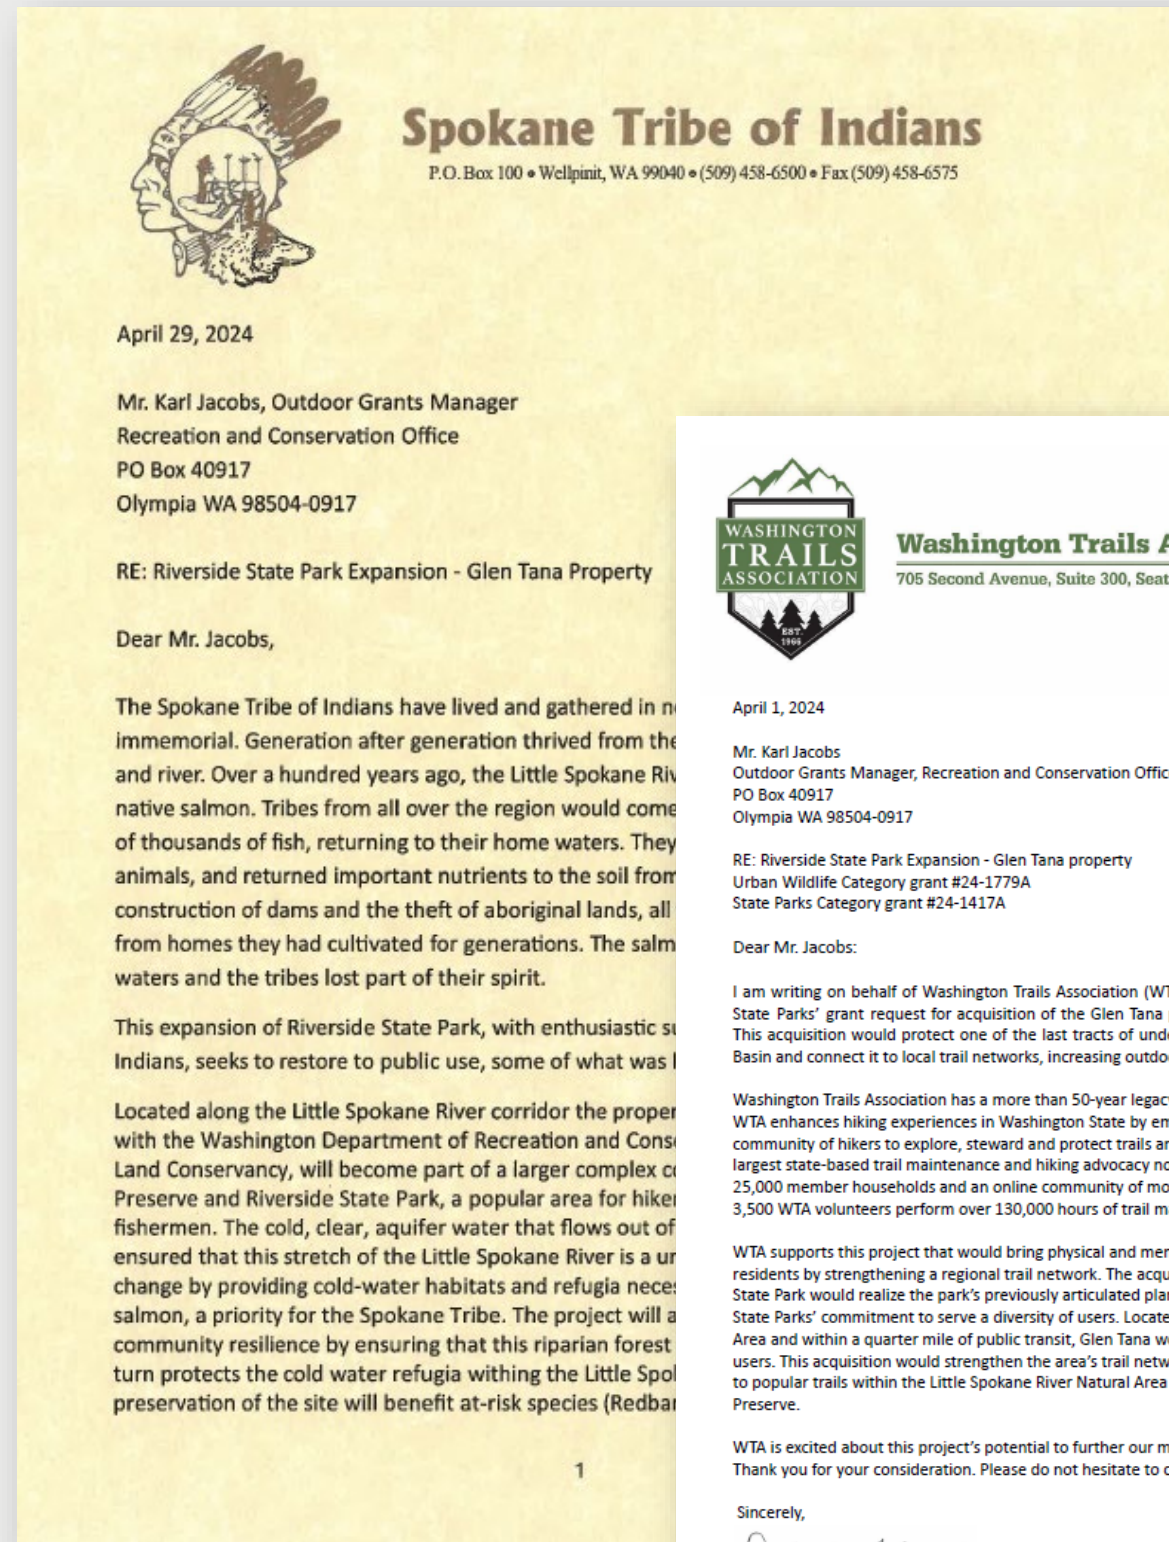 Spokane Tribe of Indians
P.O. Box 100 • Wellpinit, WA 99040 • (509) 458-6500 • Fax (509) 458-6575
April 29, 2024
Mr. Karl Jacobs, Outdoor Grants Manager
Recreation and Conservation Office
PO Box 40917
Olympia WA 98504-0917
RE: Riverside State Park Expansion - Glen Tana Property
Dear Mr. Jacobs,
The Spokane Tribe of Indians have lived and gathered in
immemorial. Generation after generation thrived from the
and river. Over a hundred years ago, the Little Spokane
native salmon. Tribes from all over the region would come
of thousands of fish, returning to their home waters. They
animals, and returned important nutrients to the soil from
construction of dams and the theft of aboriginal lands, all
from homes they had cultivated for generations. The
waters and the tribes lost part of their spirit.
This expansion of Riverside State Park, with enthusiastic
Indians, seeks to restore to public use, some of what was
Located along the Little Spokane River corridor the
with the Washington Department of Recreation and
Land Conservancy, will become part of a larger complex
Preserve and Riverside State Park, a popular area for
fishermen. The cold, clear, aquifer water that flows out of
ensured that this stretch of the Little Spokane River is a
change by providing cold-water habitats and refugia
salmon, a priority for the Spokane Tribe. The project will
community resilience by ensuring that this riparian forest
turn protects the cold water refugia withing the Little
preservation of the site will benefit at-risk species
1
WASHINGTON
TRAILS
ASSOCIATION
EST.
1966
Washington Trails
705 Second Avenue, Suite 300,
April 1, 2024
Mr. Karl Jacobs
Outdoor Grants Manager, Recreation and Conservation
PO Box 40917
Olympia WA 98504-0917
RE: Riverside State Park Expansion - Glen Tana property
Urban Wildlife Category grant #24-1779A
State Parks Category grant #24-1417A
Dear Mr. Jacobs:
I am writing on behalf of Washington Trails Association
State Parks’ grant request for acquisition of the Glen Tana
This acquisition would protect one of the last tracts of
Basin and connect it to local trail networks, increasing
Washington Trails Association has a more than 50-year
WTA enhances hiking experiences in Washington State by
community of hikers to explore, steward and protect trails
largest state-based trail maintenance and hiking advocacy
25,000 member households and an online community of
3,500 WTA volunteers perform over 130,000 hours of trail
WTA supports this project that would bring physical and
residents by strengthening a regional trail network. The
State Park would realize the park’s previously articulated
State Parks’ commitment to serve a diversity of users.
Area and within a quarter mile of public transit, Glen Tana
users. This acquisition would strengthen the area’s trail
to popular trails within the Little Spokane River Natural Area
Preserve.
WTA is excited about this project’s potential to further our
Thank you for your consideration. Please do not hesitate to
Sincerely,